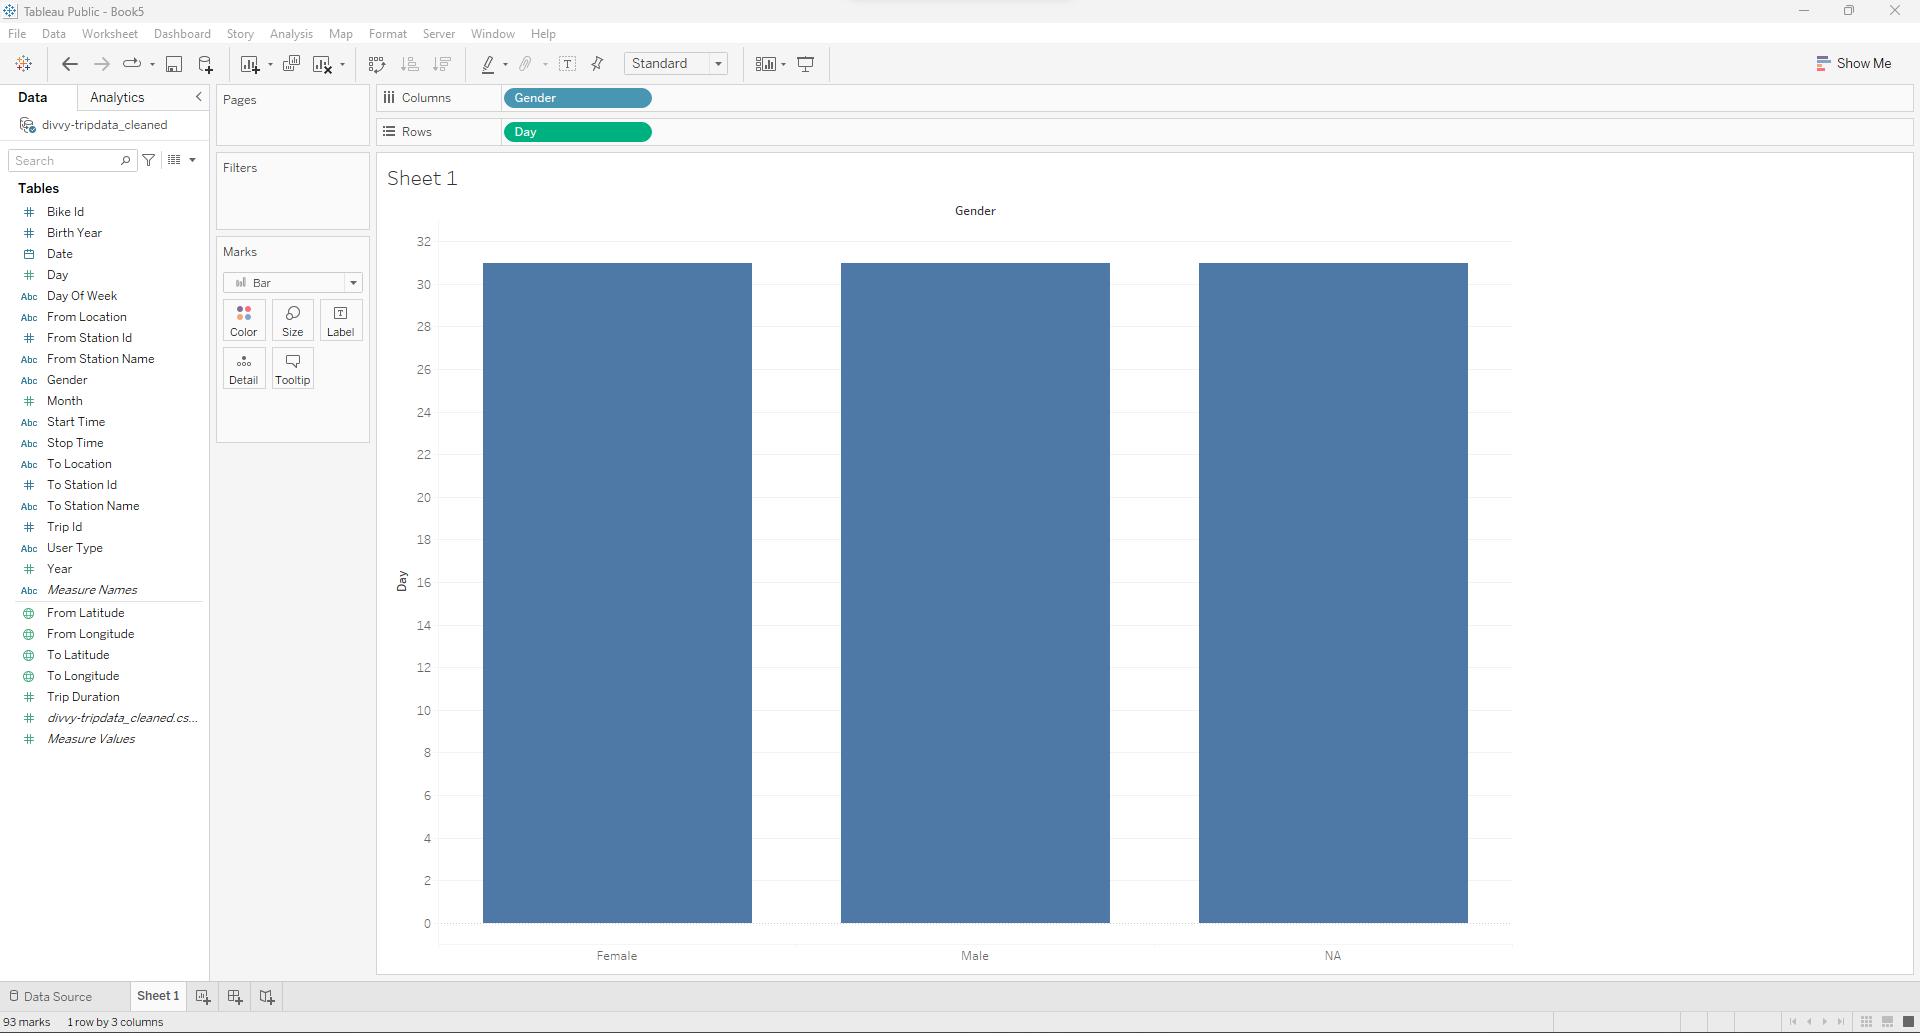 Tableau Public - Book5
File Data Worksheet Dashboard Story Analysis Map Format Server Window Help
Standard
Show Me
Data Analytics
divvy-tripdata_cleaned
Search
Tables
# Bike Id
# Birth Year
Date
# Day
Abc Day Of Week
Abc From Location
# From Station Id
Abc From Station Name
Abc Gender
# Month
Abc Start Time
Abc Stop Time
Abc To Location
# To Station Id
Abc To Station Name
# Trip Id
Abc User Type
# Year
Abc Measure Names
From Latitude
From Longitude
To Latitude
To Longitude
# Trip Duration
# divvy-tripdata_cleaned.cs...
# Measure Values
Pages
Filters
Marks
Bar
Color Size Label
Detail Tooltip
Columns Gender
Rows Day
Sheet 1
Gender
32
30
28
26
24
22
20
18
16
14
12
10
8
6
4
2
0
Day
Female Male NA
Data Source Sheet 1
93 marks 1 row by 3 columns